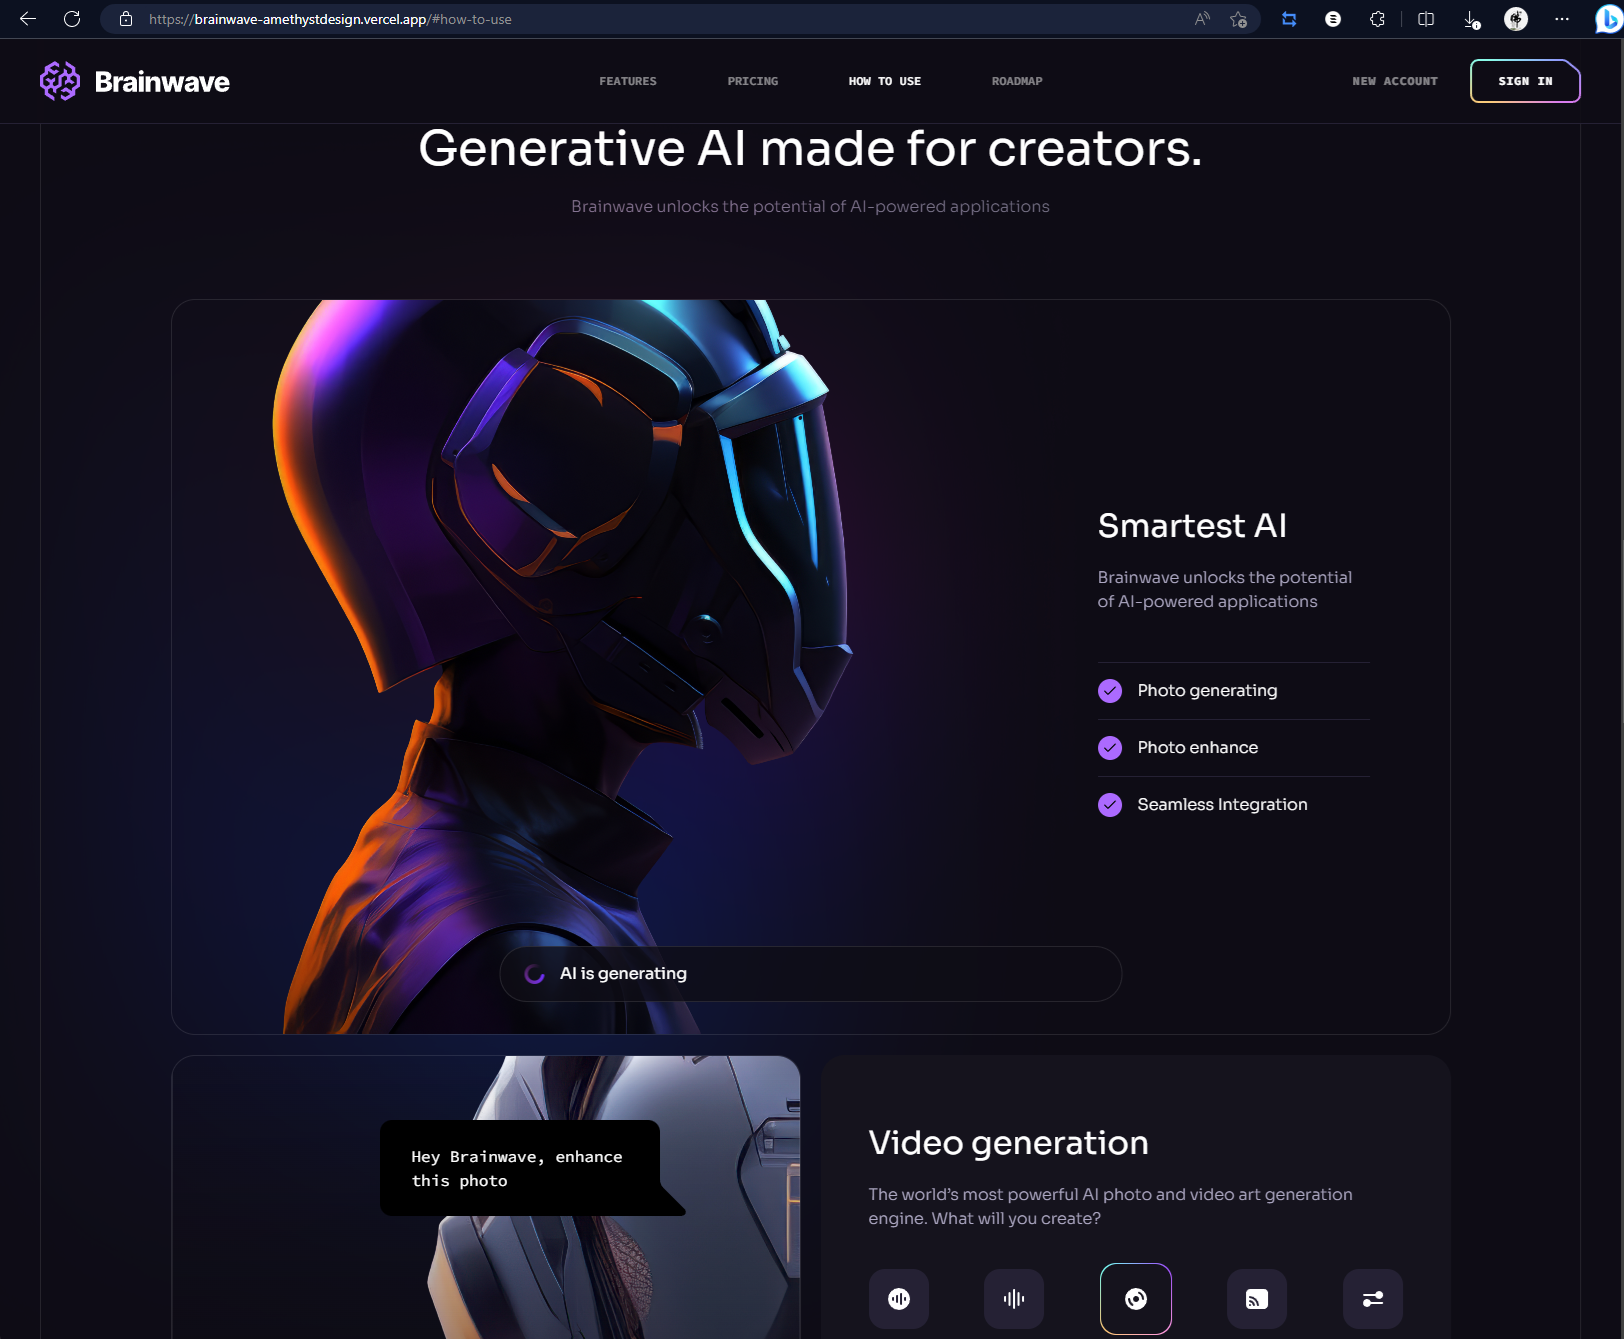 https://brainwave-amethystdesign.vercel.app/#how-to-use
Brainwave
FEATURES
PRICING
HOW TO USE
ROADMAP
NEW ACCOUNT
SIGN IN
Generative AI made for creators.
Brainwave unlocks the potential of AI-powered applications
Smartest AI
Brainwave unlocks the potential
of AI-powered applications
Photo generating
Photo enhance
Seamless Integration
AI is generating
Hey Brainwave, enhance
this photo
Video generation
The world’s most powerful AI photo and video art generation
engine. What will you create?